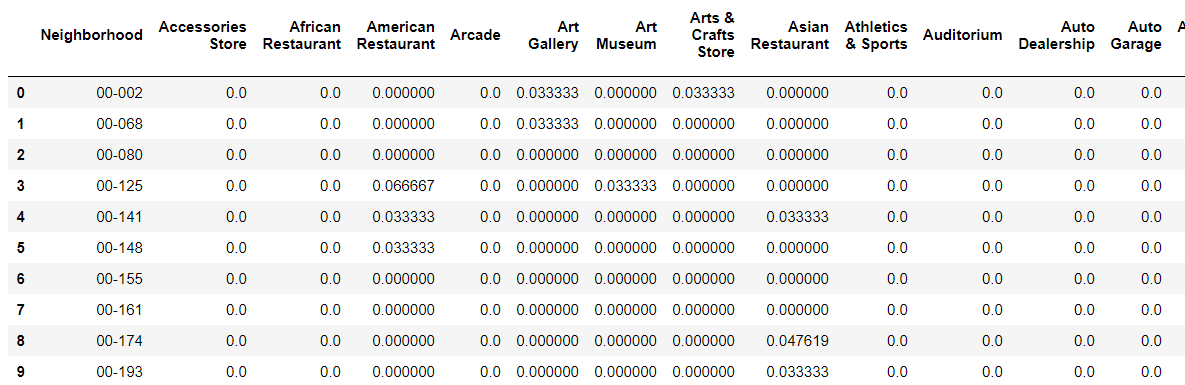 Neighborhood Accessories Store African Restaurant American Restaurant Arcade Art Gallery Art Museum Arts & Crafts Store Asian Restaurant Athletics & Sports Auditorium Auto Dealership Auto Garage A
0 00-002 0.0 0.0 0.000000 0.0 0.033333 0.000000 0.033333 0.000000 0.0 0.0 0.0 0.0
1 00-068 0.0 0.0 0.000000 0.0 0.033333 0.000000 0.000000 0.000000 0.0 0.0 0.0 0.0
2 00-080 0.0 0.0 0.000000 0.0 0.000000 0.000000 0.000000 0.000000 0.0 0.0 0.0 0.0
3 00-125 0.0 0.0 0.066667 0.0 0.000000 0.033333 0.000000 0.000000 0.0 0.0 0.0 0.0
4 00-141 0.0 0.0 0.033333 0.0 0.000000 0.000000 0.000000 0.033333 0.0 0.0 0.0 0.0
5 00-148 0.0 0.0 0.033333 0.0 0.000000 0.000000 0.000000 0.000000 0.0 0.0 0.0 0.0
6 00-155 0.0 0.0 0.000000 0.0 0.000000 0.000000 0.000000 0.000000 0.0 0.0 0.0 0.0
7 00-161 0.0 0.0 0.000000 0.0 0.000000 0.000000 0.000000 0.000000 0.0 0.0 0.0 0.0
8 00-174 0.0 0.0 0.000000 0.0 0.000000 0.000000 0.000000 0.047619 0.0 0.0 0.0 0.0
9 00-193 0.0 0.0 0.000000 0.0 0.000000 0.000000 0.000000 0.033333 0.0 0.0 0.0 0.0